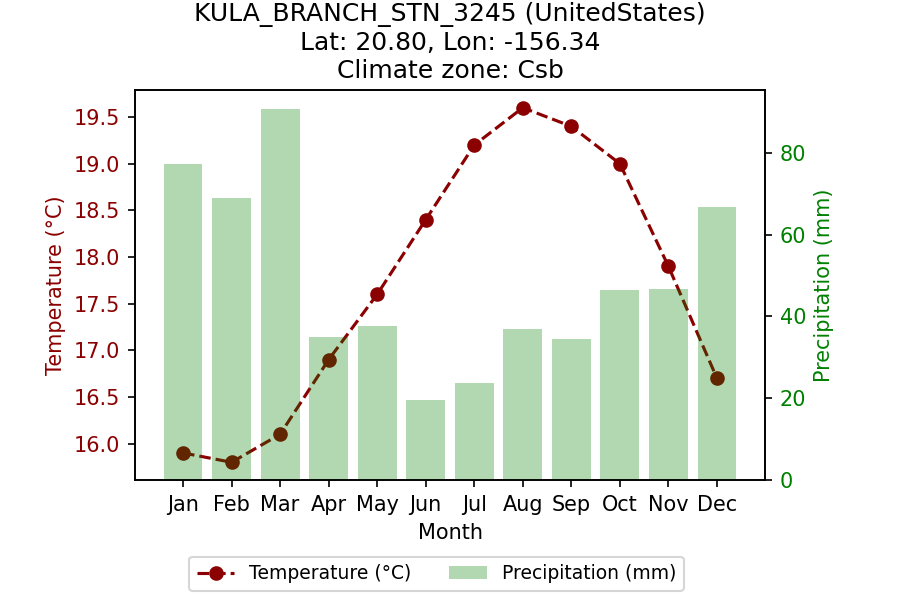 KULA_BRANCH_STN_3245 (UnitedStates)
Lat: 20.80, Lon: -156.34
Climate zone: Csb
19.5
19.0
18.5
18.0
17.5
17.0
16.5
16.0
Temperature (°C)
80
60
40
20
0
Precipitation (mm)
Jan Feb Mar Apr May Jun Jul Aug Sep Oct Nov Dec
Month
Temperature (°C) Precipitation (mm)